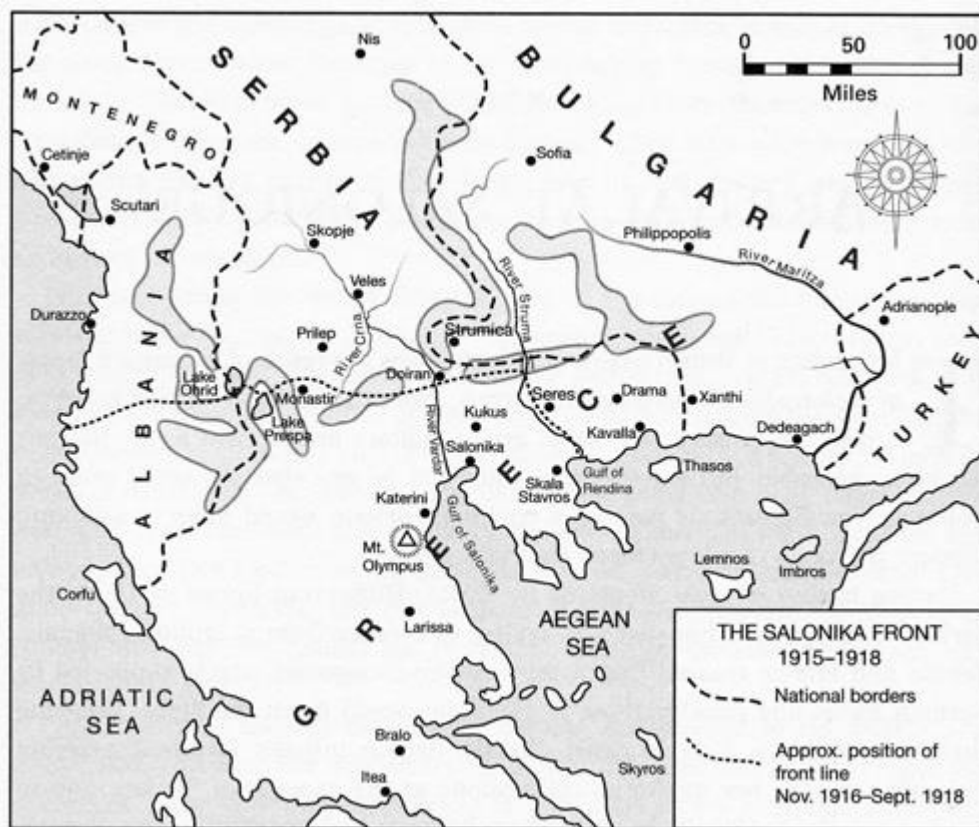 Nis
0 50 100
Miles
SERBIA
BULGARIA
MONTENEGRO
Cetinje
Scutari
Sofia
Skopje
Philippopolis
River Maritza
Veles
River Struma
Adrianople
ALBANIA
Durazzo
Prilep
River Crna
Strumica
TURKEY
Doiran
Lake
Ohrid
Monastir
Lake
Prespa
Seres
Drama
Xanthi
Kukus
River Vardar
Kavalla
Dedeagach
Salonika
Skala
Stavros
Gulf of
Rendina
Thasos
Katerini
Gulf of Salonika
GREECE
Mt.
Olympus
Lemnos
Imbros
Corfu
Larissa
AEGEAN
SEA
ADRIATIC
SEA
Bralo
Itea
Skyros
THE SALONIKA FRONT
1915–1918
National borders
Approx. position of
front line
Nov. 1916–Sept. 1918